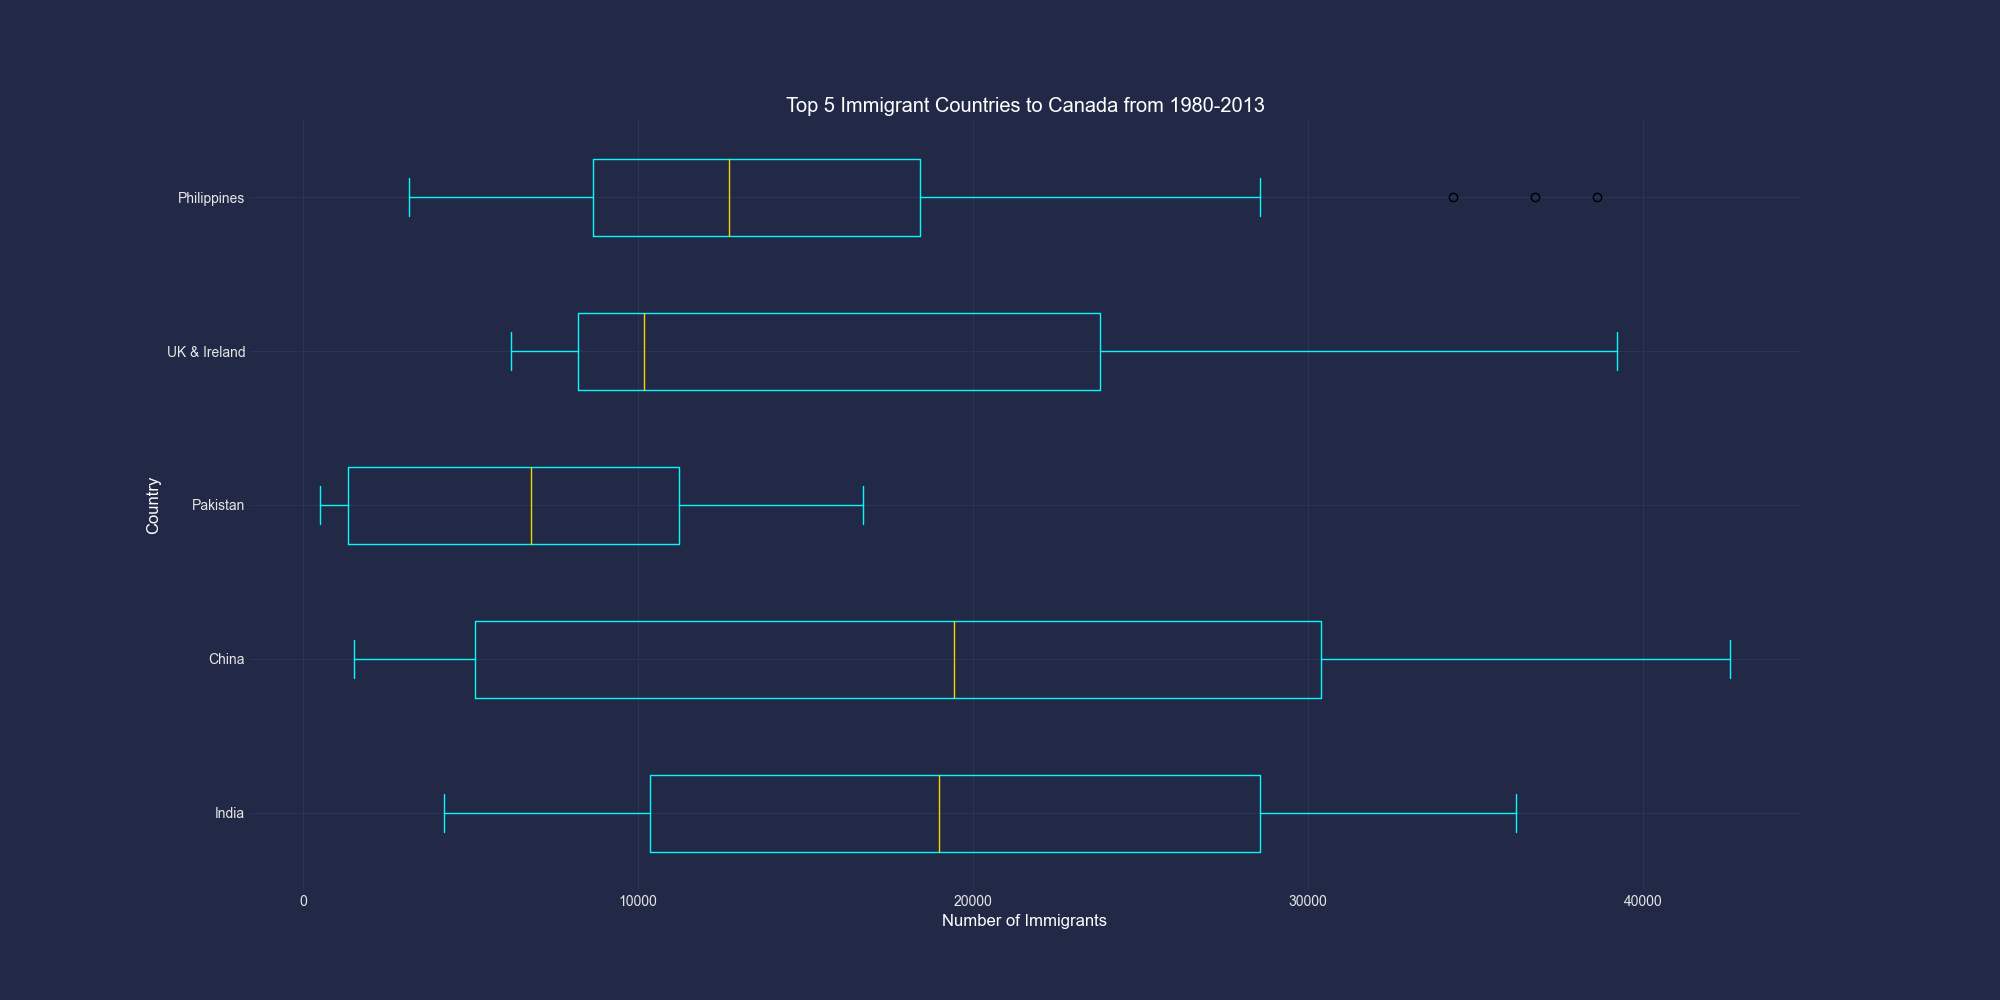 Top 5 Immigrant Countries to Canada from 1980-2013
Philippines
UK & Ireland
Pakistan
China
India
Country
0 10000 20000 30000 40000
Number of Immigrants